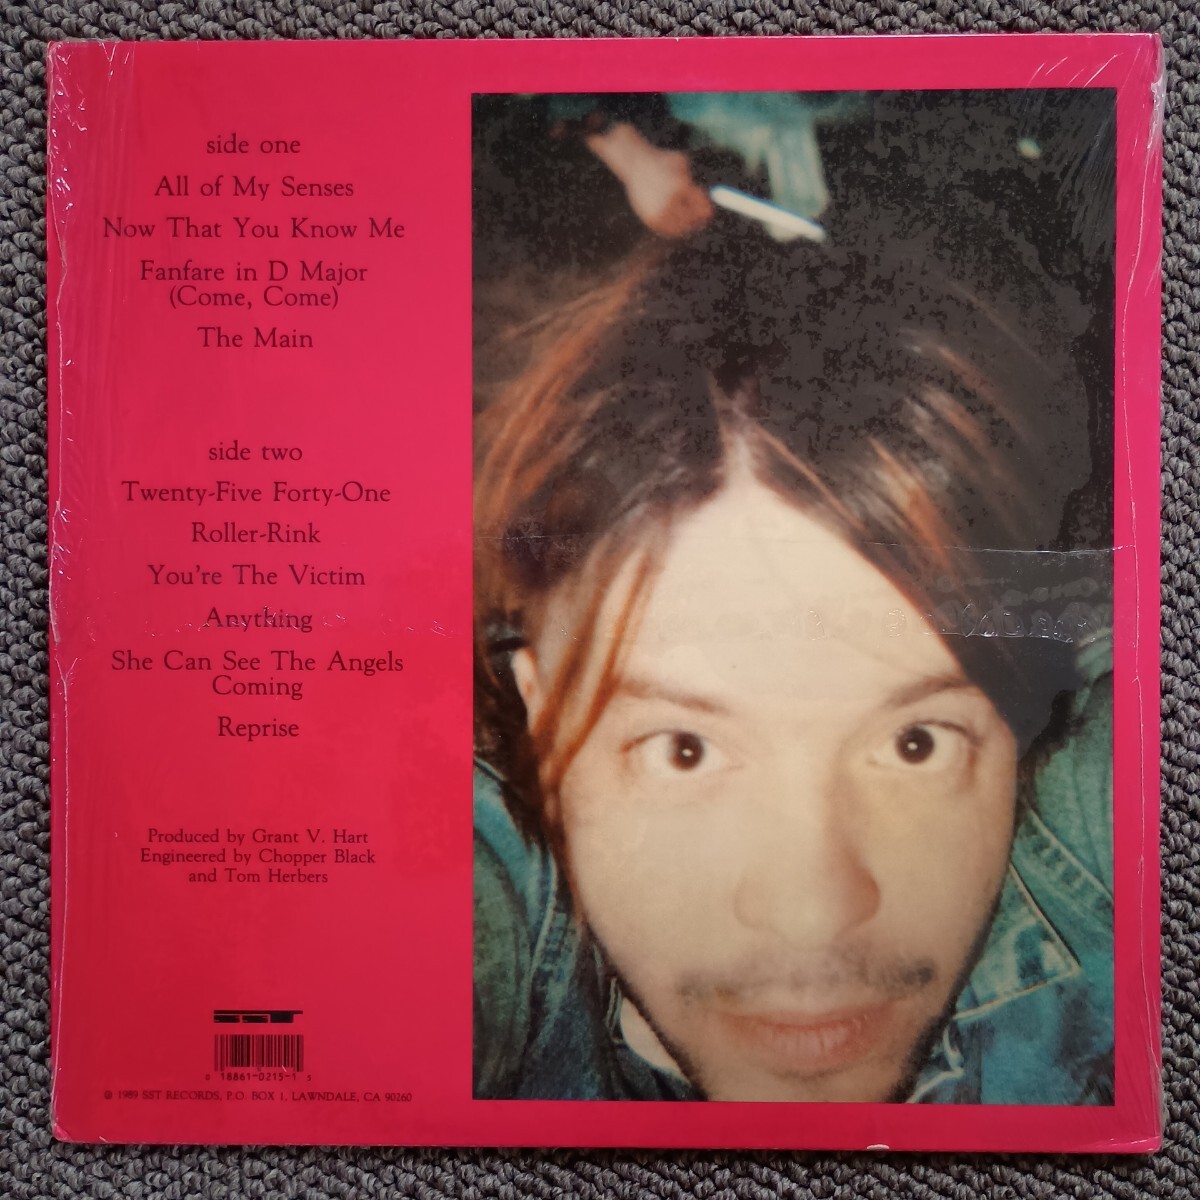 side one
All of My Senses
Now That You Know Me
Fanfare in D Major
(Come, Come)
The Main
side two
Twenty-Five Forty-One
Roller-Rink
You're The Victim
Anything
She Can See The Angels
Coming
Reprise
Produced by Grant V. Hart
Engineered by Chopper Black
and Tom Herbers
SST
0 18861-0215-1 5
℗ 1989 SST RECORDS, P.O. BOX 1, LAWNDALE, CA 90260